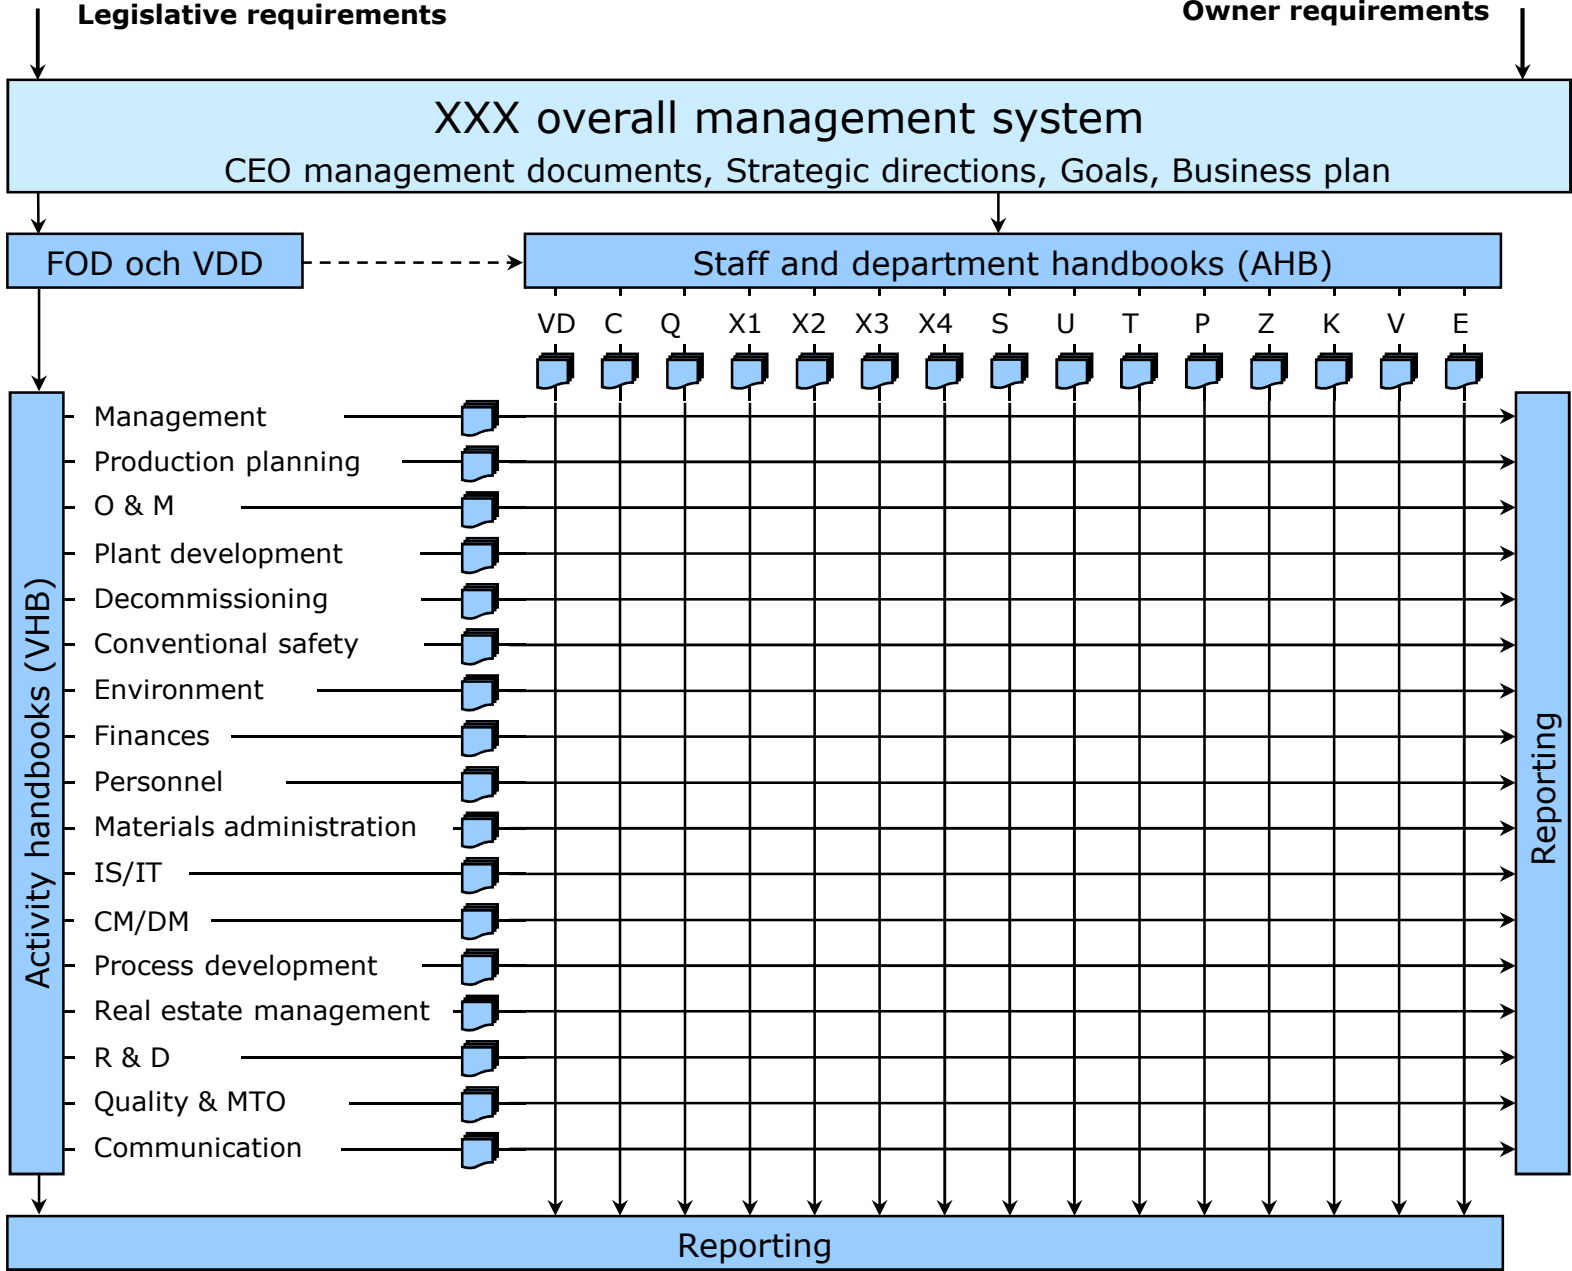 Legislative requirements
Owner requirements
XXX overall management system
CEO management documents, Strategic directions, Goals, Business plan
FOD och VDD
Staff and department handbooks (AHB)
VD C Q X1 X2 X3 X4 S U T P Z K V E
Activity handbooks (VHB)
Management
Production planning
O & M
Plant development
Decommissioning
Conventional safety
Environment
Finances
Personnel
Materials administration
IS/IT
CM/DM
Process development
Real estate management
R & D
Quality & MTO
Communication
Reporting
Reporting